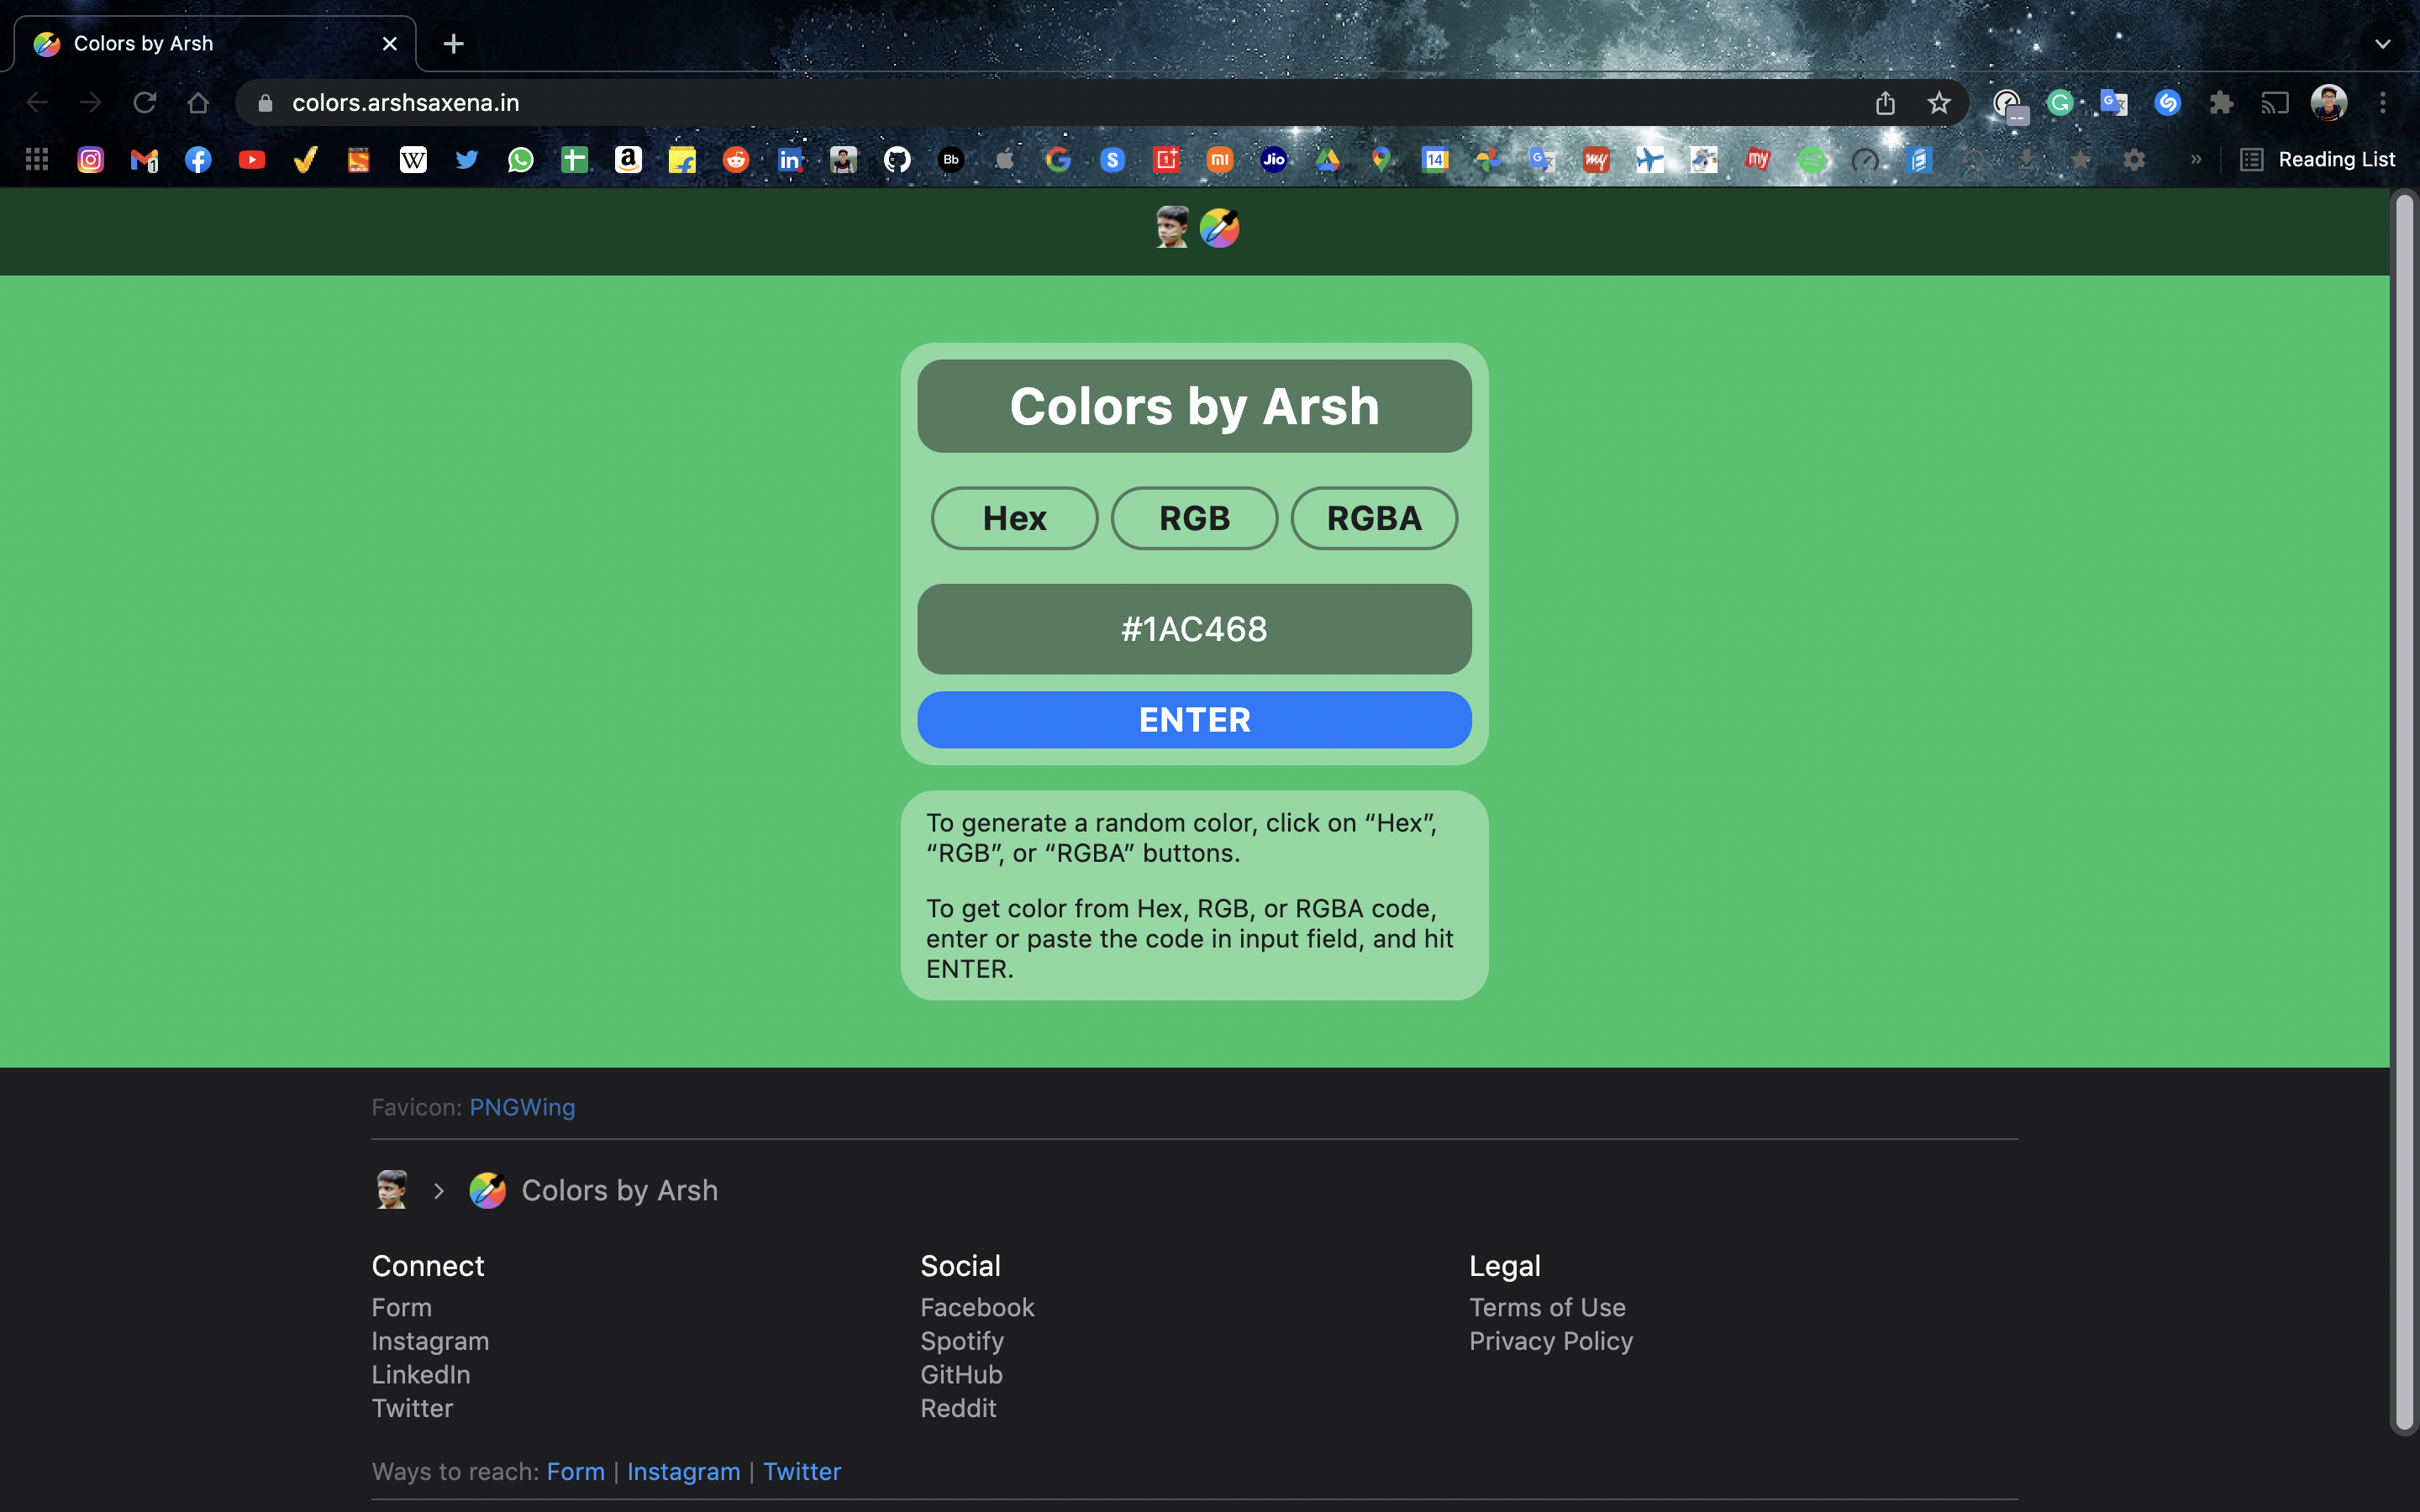 Colors by Arsh
colors.arshsaxena.in
Reading List
Colors by Arsh
Hex RGB RGBA
#1AC468
ENTER
To generate a random color, click on “Hex”,
“RGB”, or “RGBA” buttons.
To get color from Hex, RGB, or RGBA code,
enter or paste the code in input field, and hit
ENTER.
Favicon: PNGWing
Colors by Arsh
Connect
Form
Instagram
LinkedIn
Twitter
Social
Facebook
Spotify
GitHub
Reddit
Legal
Terms of Use
Privacy Policy
Ways to reach: Form | Instagram | Twitter